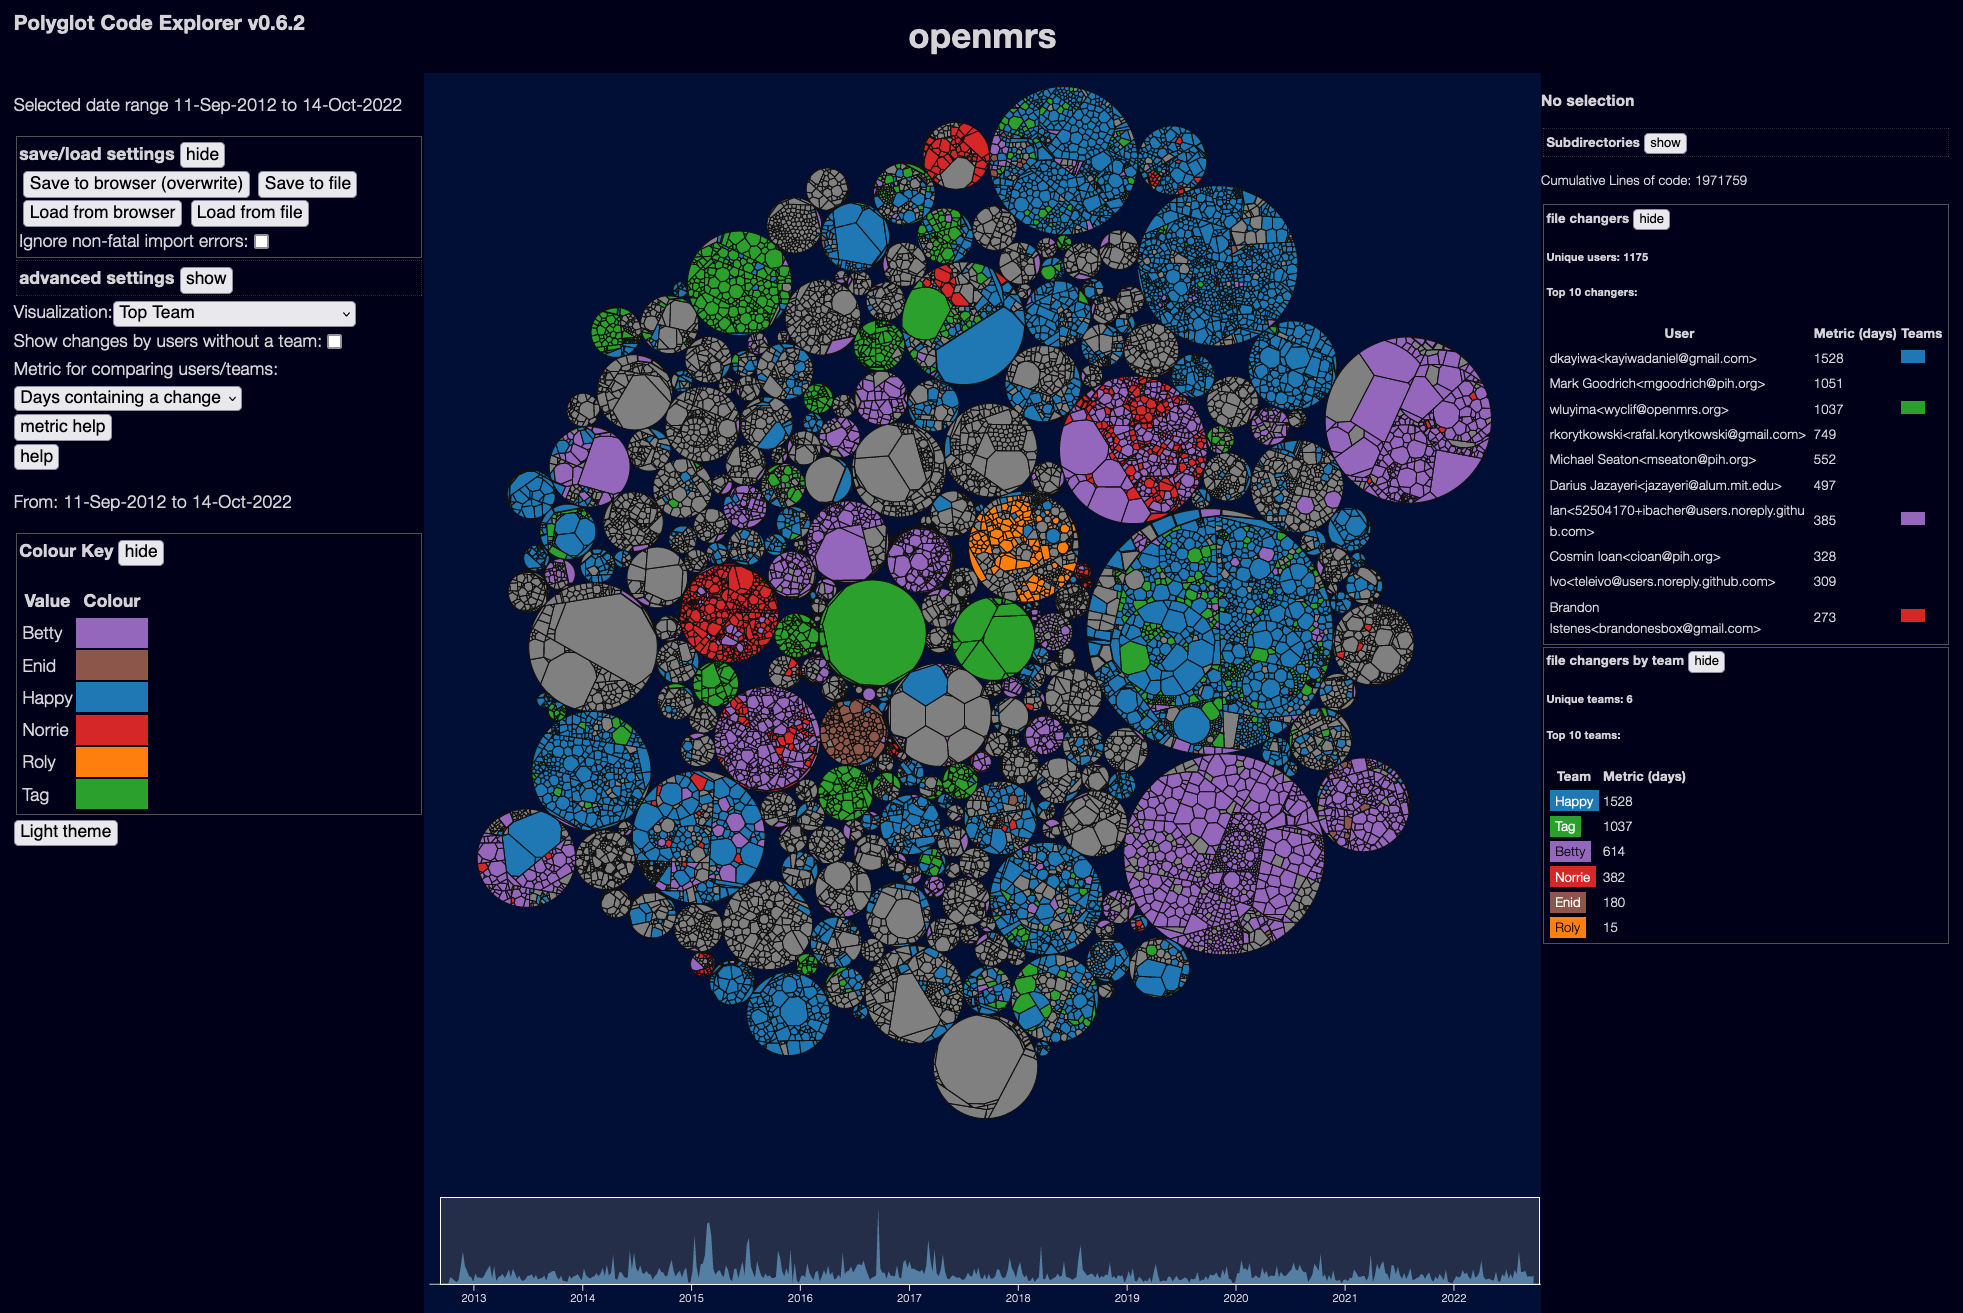 Polyglot Code Explorer v0.6.2
openmrs
Selected date range 11-Sep-2012 to 14-Oct-2022
save/load settings hide
Save to browser (overwrite) Save to file
Load from browser Load from file
Ignore non-fatal import errors:
advanced settings show
Visualization: Top Team
Show changes by users without a team:
Metric for comparing users/teams:
Days containing a change
metric help
help
From: 11-Sep-2012 to 14-Oct-2022
Colour Key hide
Value Colour
Betty
Enid
Happy
Norrie
Roly
Tag
Light theme
2013 2014 2015 2016 2017 2018 2019 2020 2021 2022
No selection
Subdirectories show
Cumulative Lines of code: 1971759
file changers hide
Unique users: 1175
Top 10 changers:
User Metric (days) Teams
dkayiwa<kayiwadaniel@gmail.com> 1528
Mark Goodrich<mgoodrich@pih.org> 1051
wluyima<wyclif@openmrs.org> 1037
rkorytkowski<rafal.korytkowski@gmail.com> 749
Michael Seaton<mseaton@pih.org> 552
Darius Jazayeri<jazayeri@alum.mit.edu> 497
Ian<52504170+ibacher@users.noreply.githu
b.com> 385
Cosmin Ioan<cioan@pih.org> 328
Ivo<teleivo@users.noreply.github.com> 309
Brandon
Istenes<brandonesbox@gmail.com> 273
file changers by team hide
Unique teams: 6
Top 10 teams:
Team Metric (days)
Happy 1528
Tag 1037
Betty 614
Norrie 382
Enid 180
Roly 15